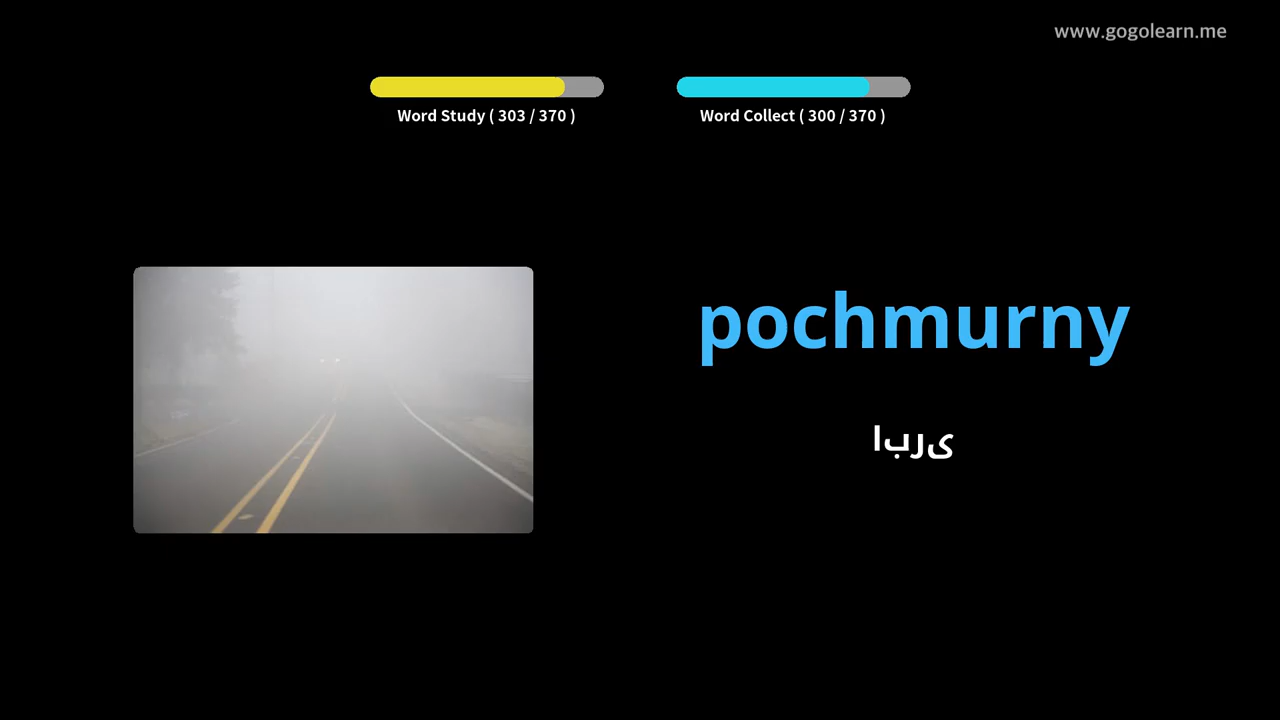 www.gogolearn.me
Word Study ( 303 / 370 )
Word Collect ( 300 / 370 )
pochmurny
ابری